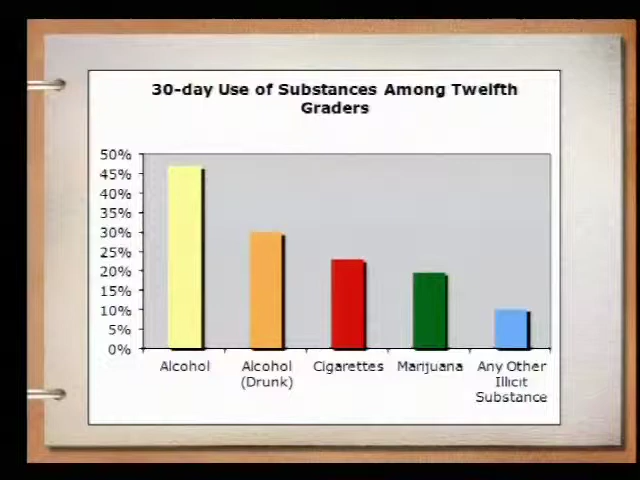 30-day Use of Substances Among Twelfth
Graders
50%
45%
40%
35%
30%
25%
20%
15%
10%
5%
0%
Alcohol
Alcohol
(Drunk)
Cigarettes
Marijuana
Any Other
Illicit
Substance